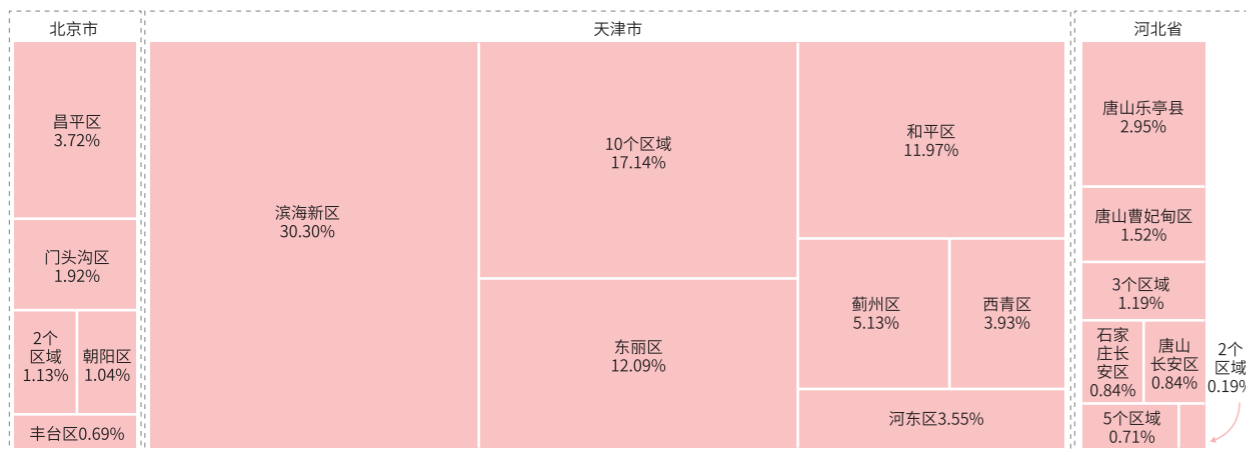 北京市
昌平区
3.72%
门头沟区
1.92%
2个
区域
1.13%
朝阳区
1.04%
丰台区0.69%
天津市
滨海新区
30.30%
10个区域
17.14%
东丽区
12.09%
和平区
11.97%
蓟州区
5.13%
西青区
3.93%
河东区3.55%
河北省
唐山乐亭县
2.95%
唐山曹妃甸区
1.52%
3个区域
1.19%
石家
庄长
安区
0.84%
唐山
长安区
0.84%
5个区域
0.71%
2个
区域
0.19%